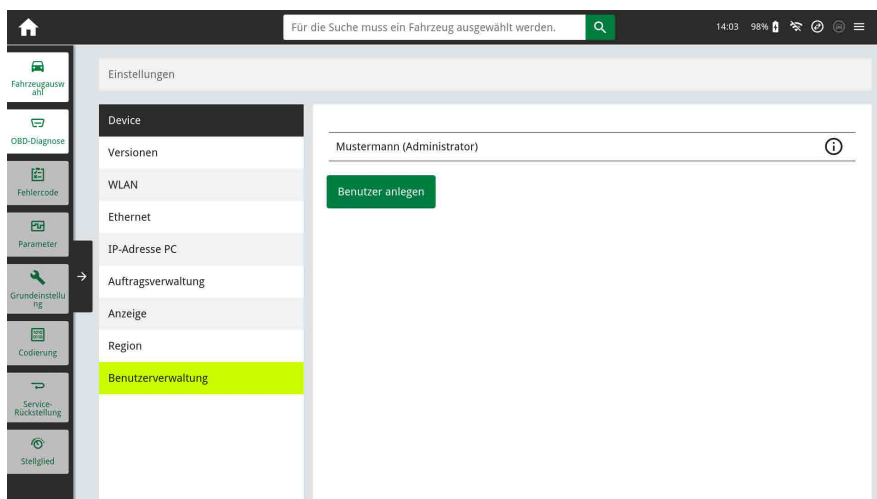 Für die Suche muss ein Fahrzeug ausgewählt werden.
14:03 98%
Fahrzeugausw
ahl
OBD-Diagnose
Fehlercode
Parameter
Grundeinstellu
ng
Codierung
Service-
Rückstellung
Stellglied
Einstellungen
Device
Versionen
WLAN
Ethernet
IP-Adresse PC
Auftragsverwaltung
Anzeige
Region
Benutzerverwaltung
Mustermann (Administrator)
Benutzer anlegen